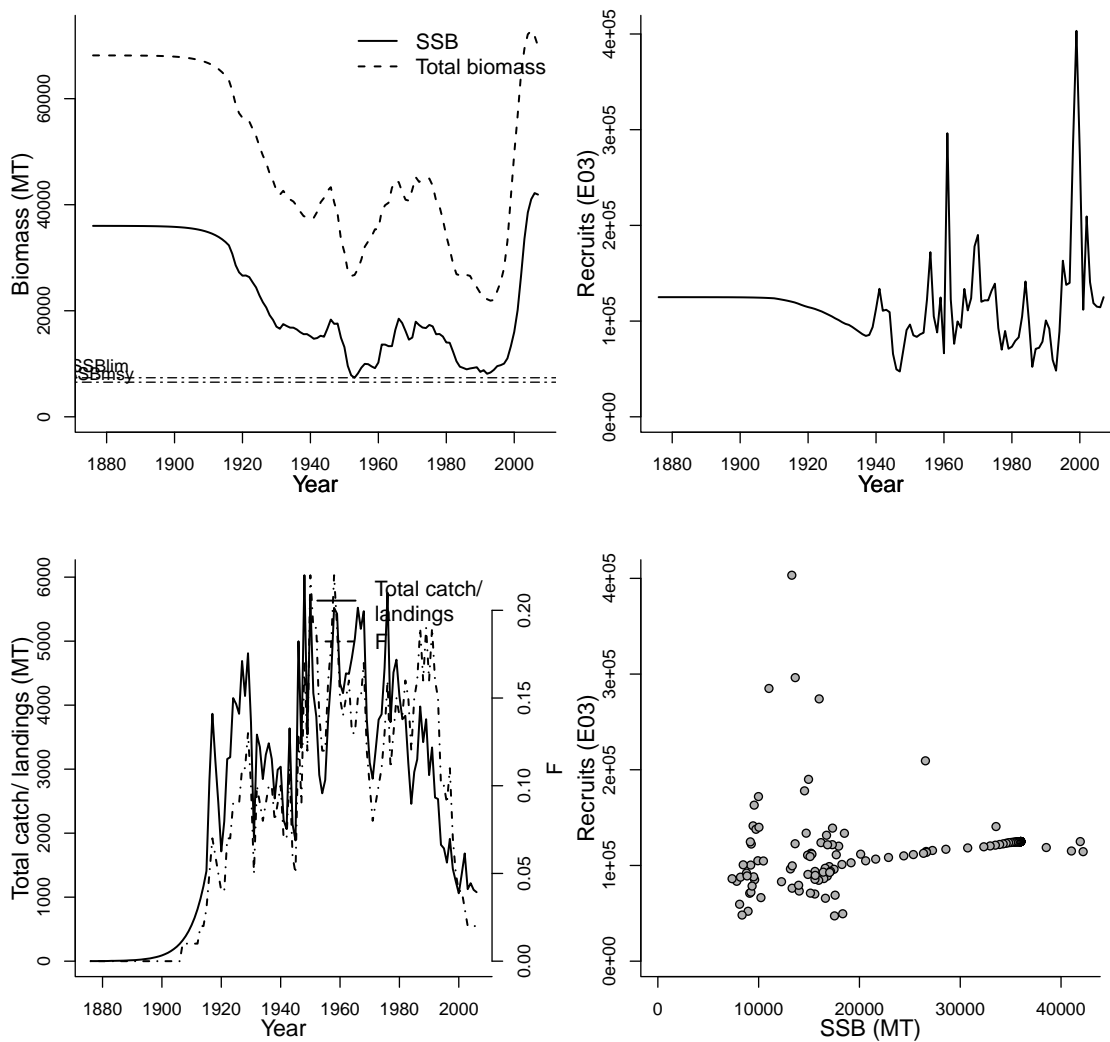 SSB
Total biomass
Biomass (MT)
0 20000 40000 60000
SSBlim
SSBmsy
1880 1900 1920 1940 1960 1980 2000
Year
Recruits (E03)
0e+00 1e+05 2e+05 3e+05 4e+05
1880 1900 1920 1940 1960 1980 2000
Year
Total catch/
landings
F
Total catch/ landings (MT)
0 1000 2000 3000 4000 5000 6000
0.00 0.05 0.10 0.15 0.20
F
1880 1900 1920 1940 1960 1980 2000
Year
Recruits (E03)
0e+00 1e+05 2e+05 3e+05 4e+05
0 10000 20000 30000 40000
SSB (MT)